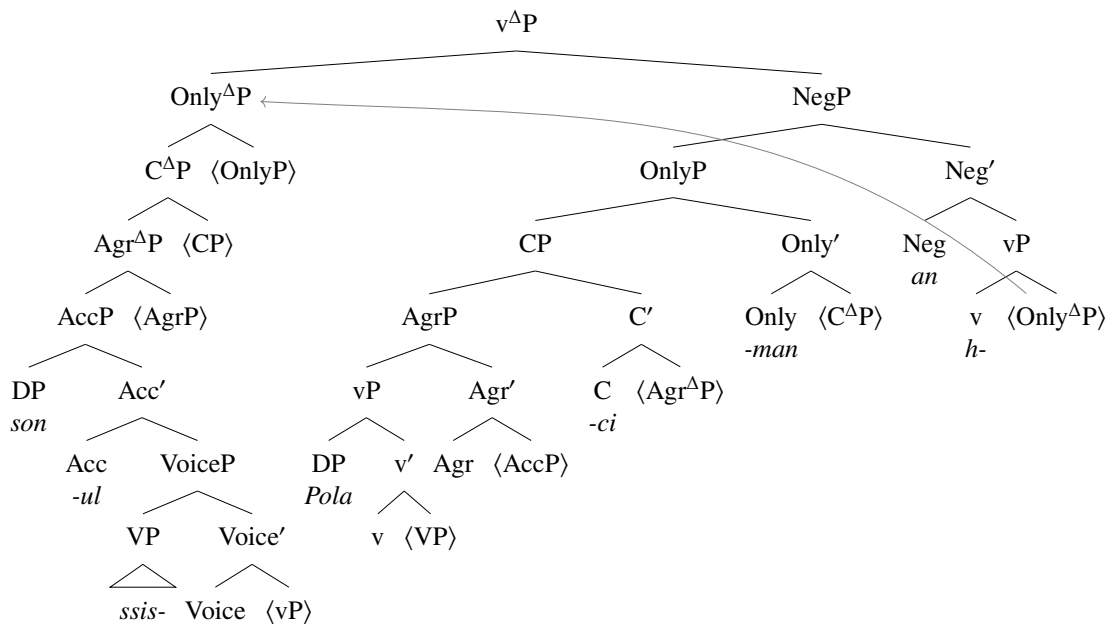 v^ΔP
Only^ΔP NegP
C^ΔP ⟨OnlyP⟩ OnlyP Neg′
Agr^ΔP ⟨CP⟩ CP Only′ Neg vP
an
AccP ⟨AgrP⟩ AgrP C′ Only ⟨C^ΔP⟩ v ⟨Only^ΔP⟩
-man h-
DP Acc′ vP Agr′ C ⟨Agr^ΔP⟩
son -ci
Acc VoiceP DP v′ Agr ⟨AccP⟩
-ul Pola
VP Voice′ v ⟨VP⟩
ssis- Voice ⟨vP⟩